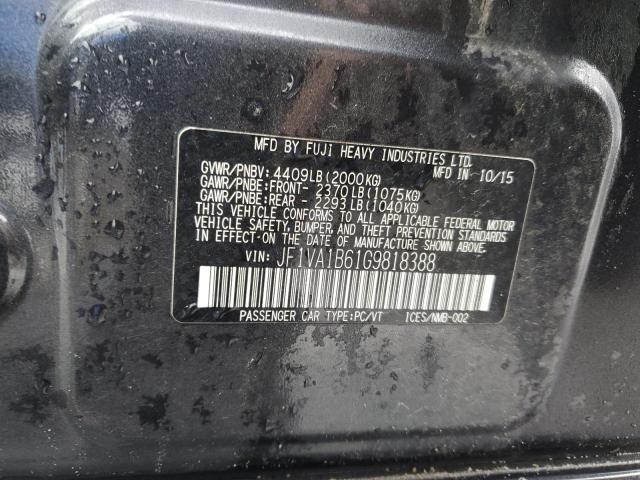 MFD BY FUJI HEAVY INDUSTRIES LTD.
GVWR/PNBV: 4409LB(2000KG) MFD IN 10/15
GAWR/PNBE:FRONT- 2370LB(1075KG)
GAWR/PNBE:REAR - 2293LB(1040KG)
THIS VEHICLE CONFORMS TO ALL APPLICABLE FEDERAL MOTOR
VEHICLE SAFETY, BUMPER, AND THEFT PREVENTION STANDARDS
IN EFFECT ON THE DATE OF MANUFACTURE SHOWN ABOVE.
VIN: JF1VA1B61G9818388
PASSENGER CAR TYPE:PC/VT ICES/NMB-002